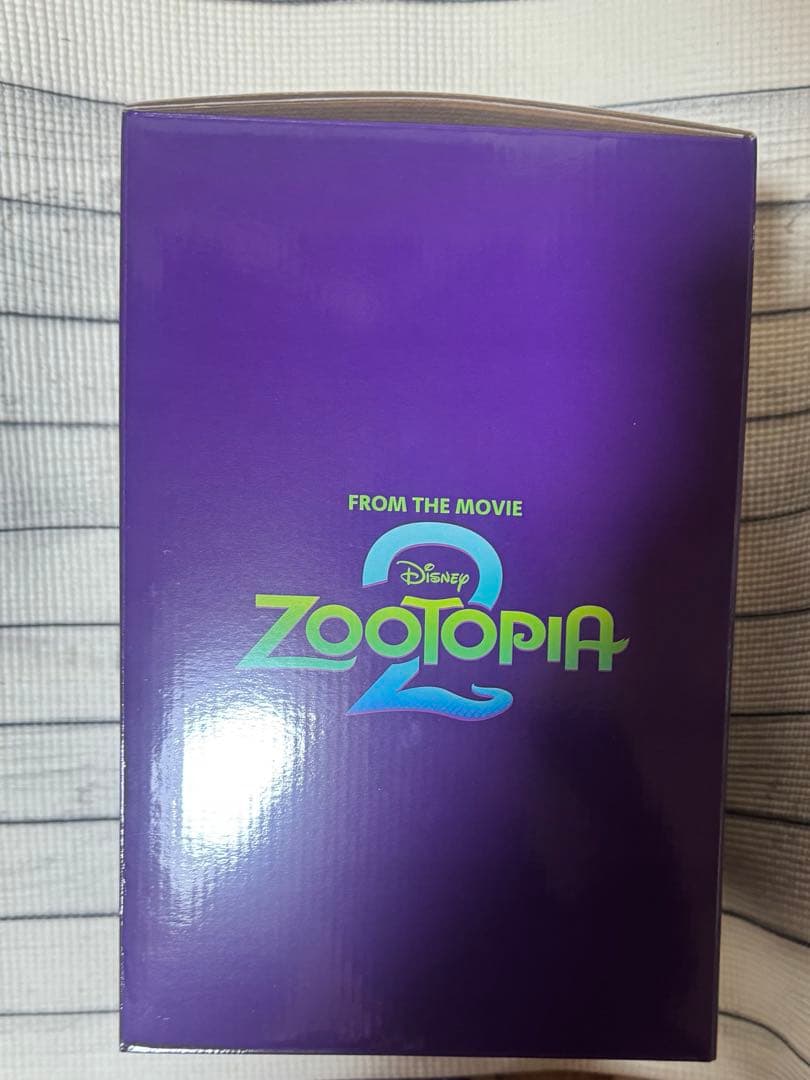 FROM THE MOVIE
2
Disney
ZOOTOPIA